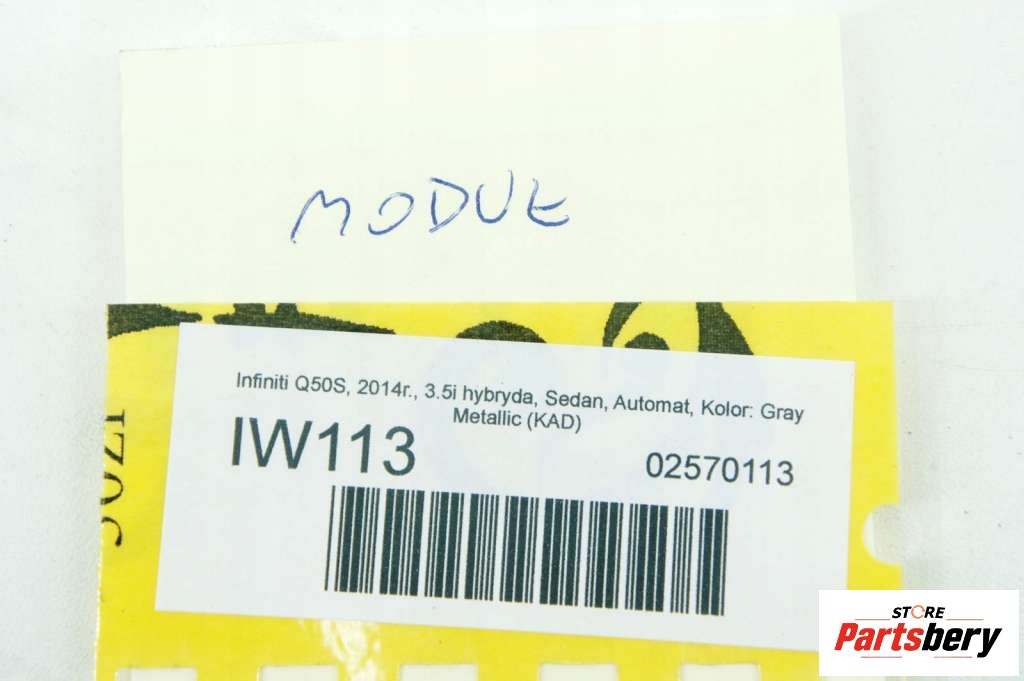 MODUŁ
Infiniti Q50S, 2014r., 3.5i hybryda, Sedan, Automat, Kolor: Gray
Metallic (KAD)
IW113
02570113
STORE
Partsbery